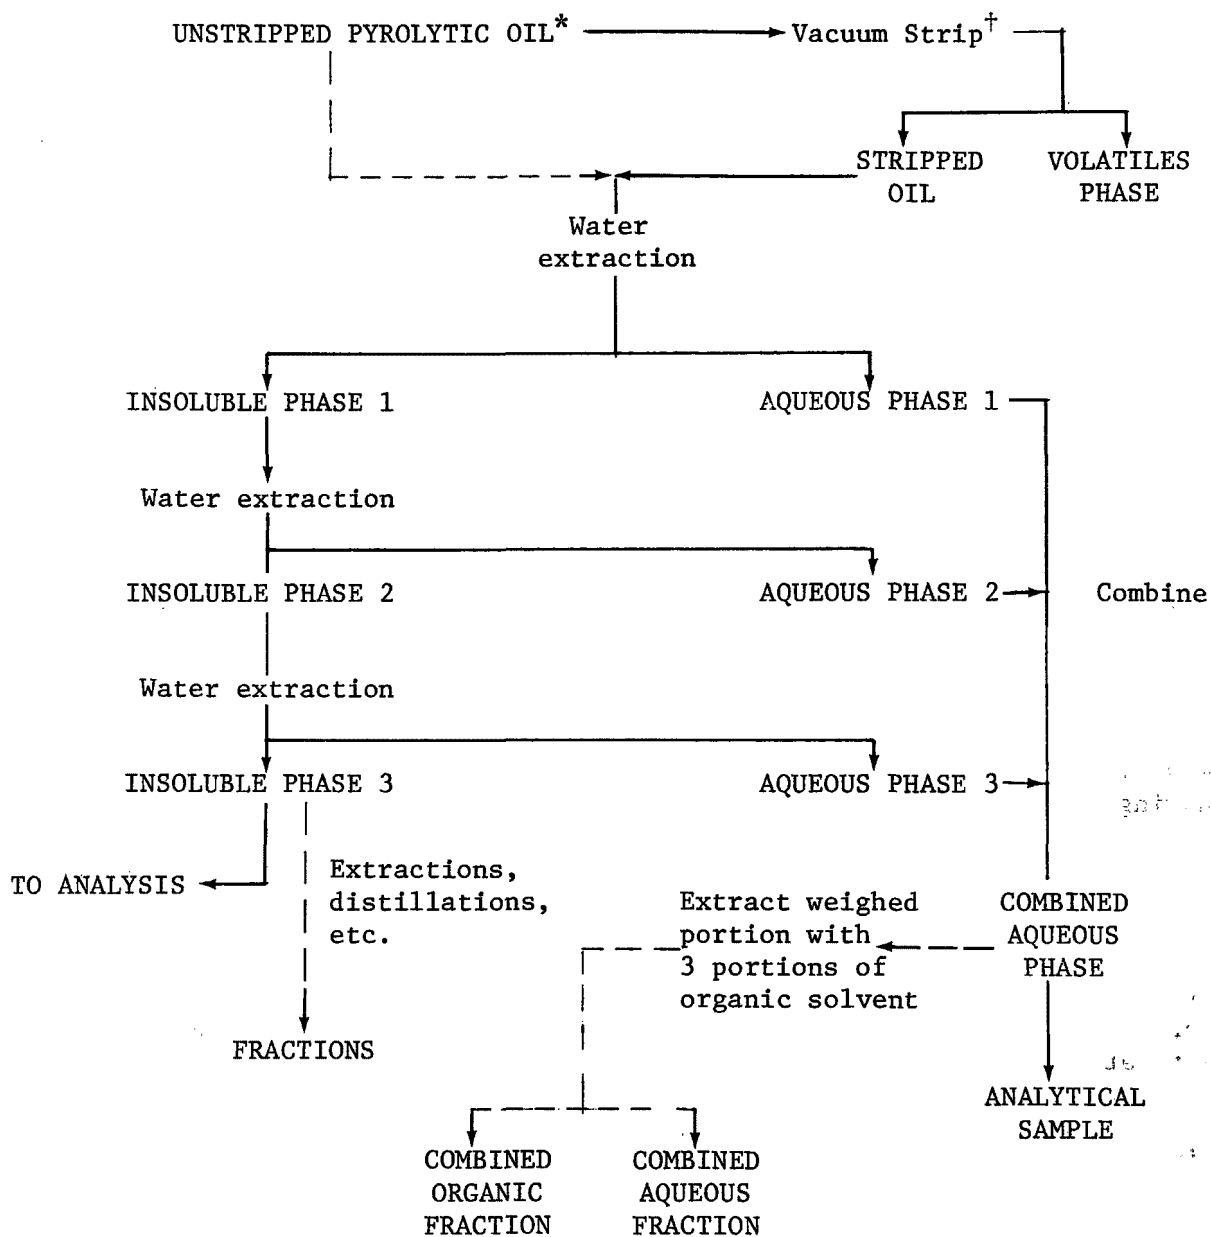 UNSTRIPPED PYROLYTIC OIL*
Vacuum Strip†
STRIPPED
OIL
VOLATILES
PHASE
Water
extraction
INSOLUBLE PHASE 1
AQUEOUS PHASE 1
Water extraction
INSOLUBLE PHASE 2
AQUEOUS PHASE 2
Combine
Water extraction
INSOLUBLE PHASE 3
AQUEOUS PHASE 3
TO ANALYSIS
Extractions,
distillations,
etc.
Extract weighed
portion with
3 portions of
organic solvent
COMBINED
AQUEOUS
PHASE
FRACTIONS
ANALYTICAL
SAMPLE
COMBINED
ORGANIC
FRACTION
COMBINED
AQUEOUS
FRACTION